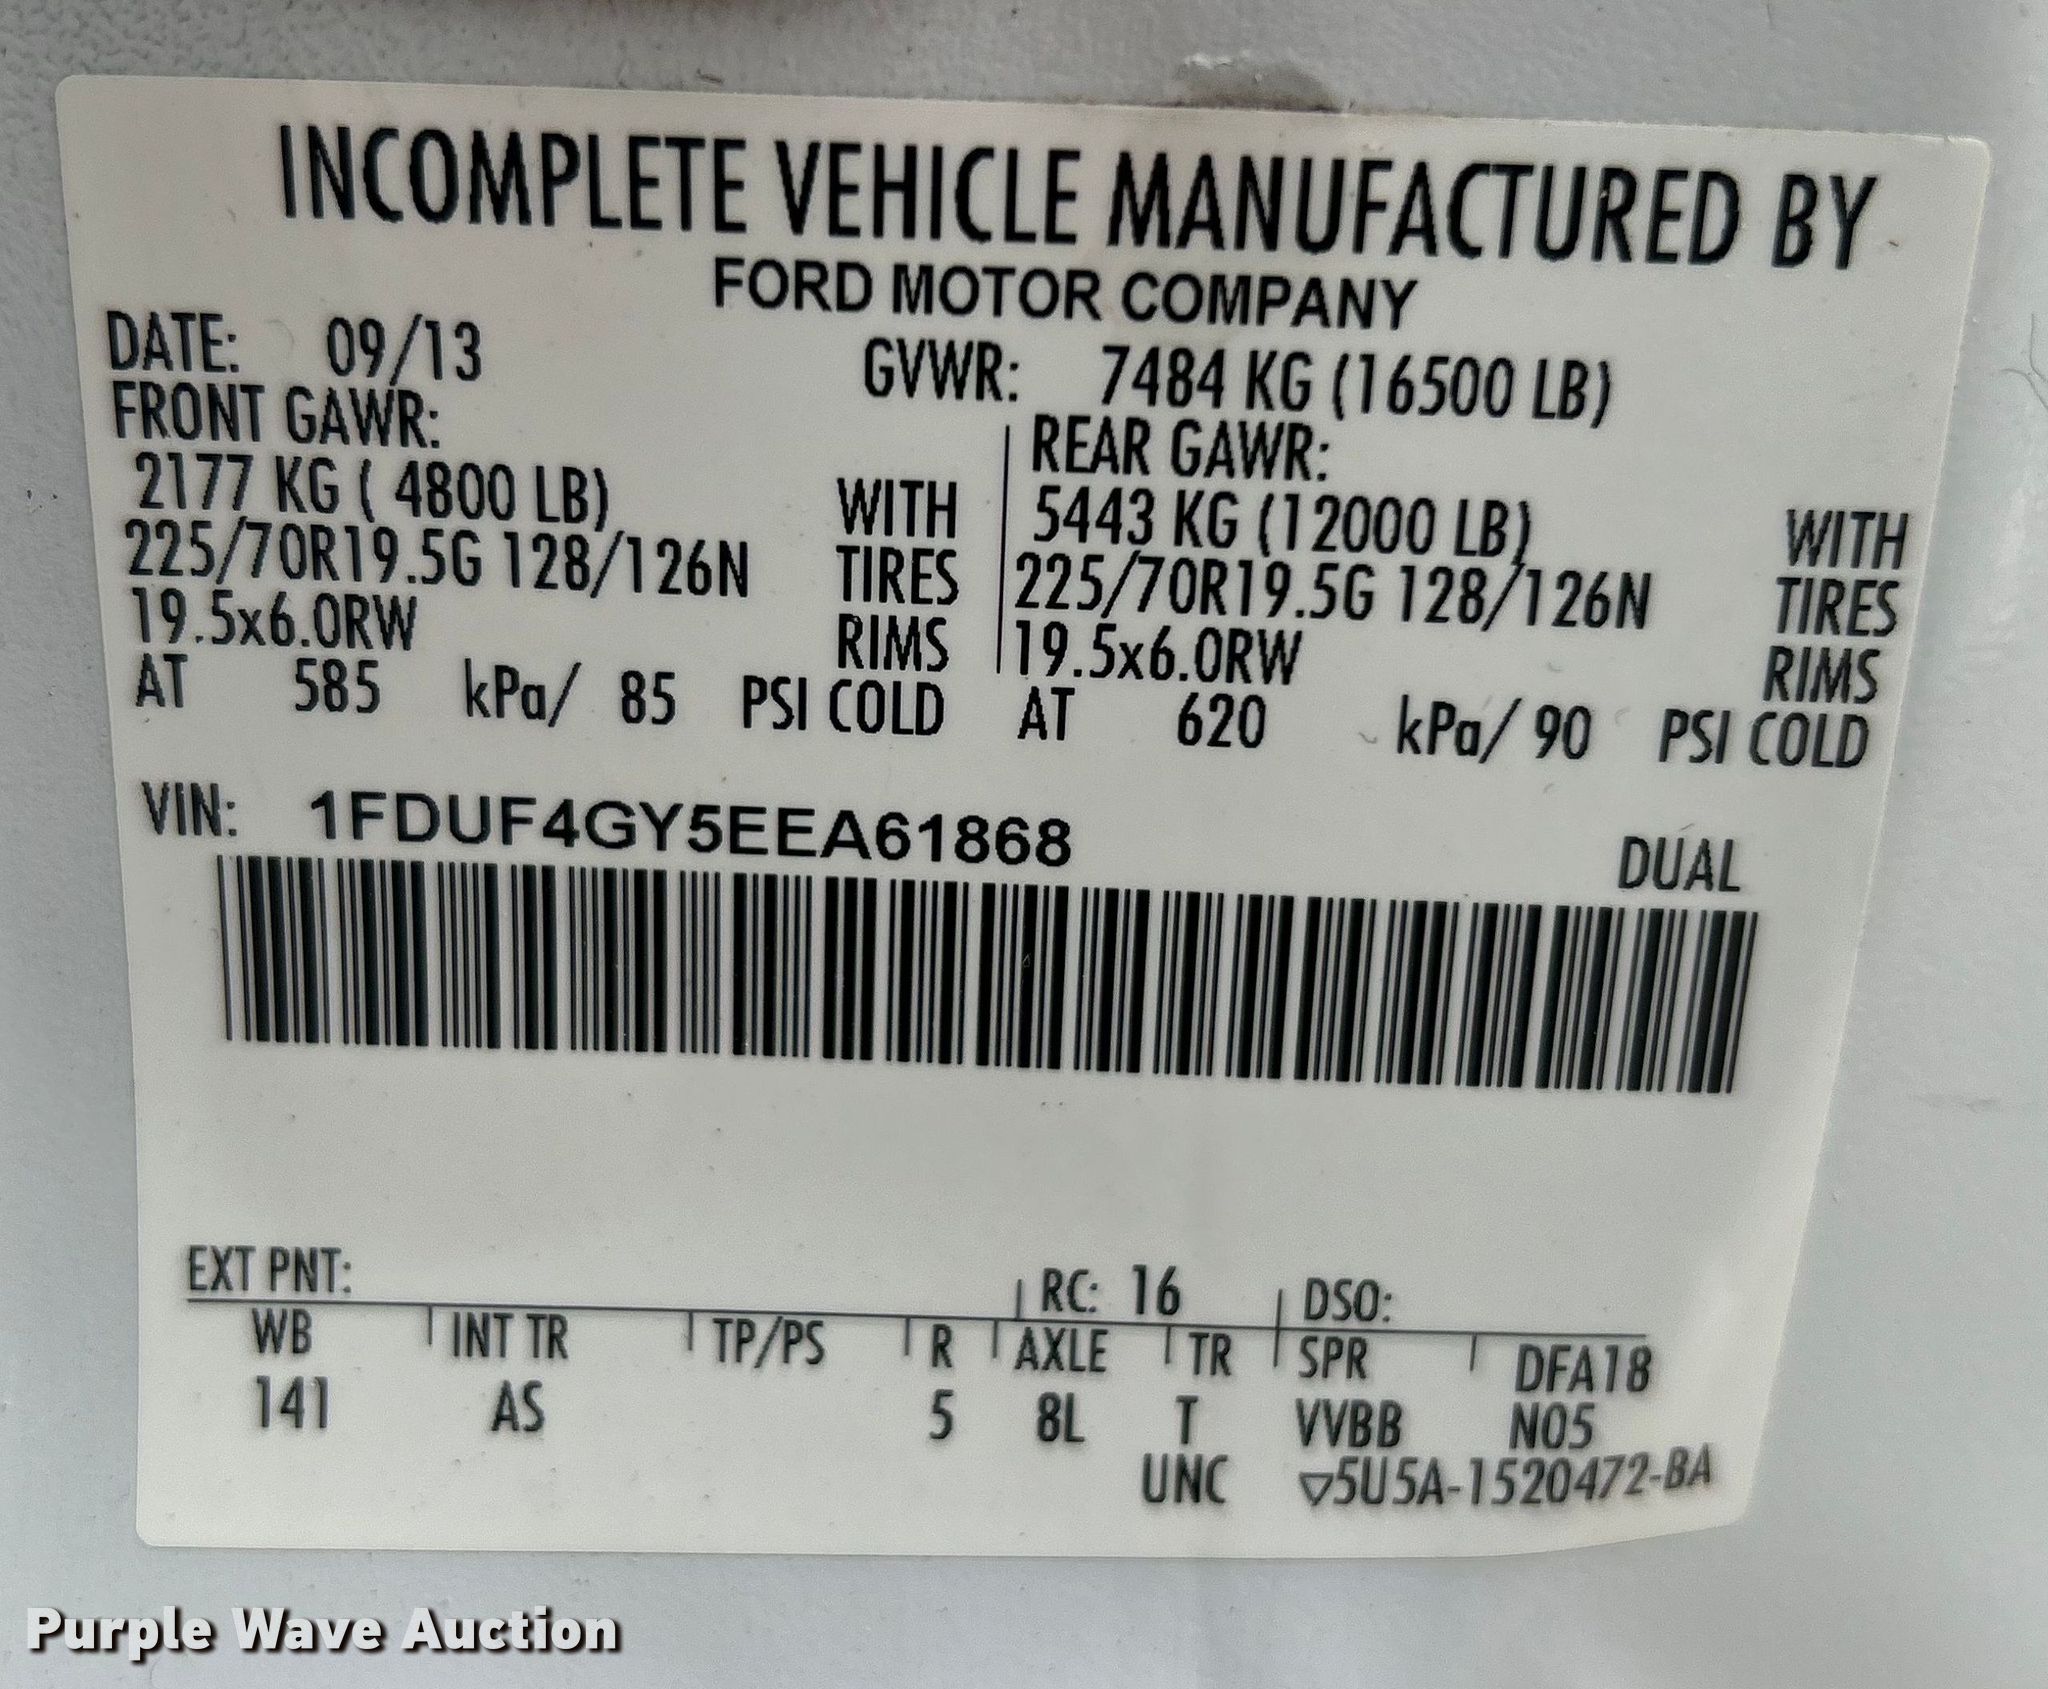 INCOMPLETE VEHICLE MANUFACTURED BY
FORD MOTOR COMPANY
DATE: 09/13 GVWR: 7484 KG (16500 LB)
FRONT GAWR: REAR GAWR:
2177 KG ( 4800 LB) WITH 5443 KG (12000 LB) WITH
225/70R19.5G 128/126N TIRES 225/70R19.5G 128/126N TIRES
19.5x6.0RW RIMS 19.5x6.0RW RIMS
AT 585 kPa/ 85 PSI COLD AT 620 kPa/ 90 PSI COLD
VIN: 1FDUF4GY5EEA61868 DUAL
EXT PNT: RC: 16 DSO:
WB INT TR TP/PS R AXLE TR SPR DFA18
141 AS 5 8L T VVBB N05
UNC ▽5U5A-1520472-BA
Purple Wave Auction